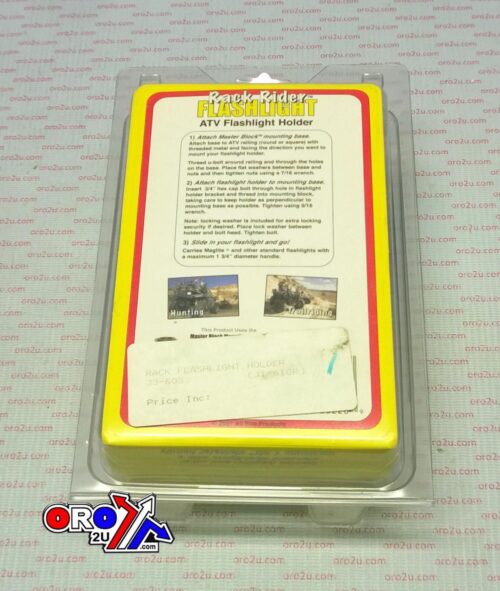 Rack Rider™
FLASHLIGHT
ATV Flashlight Holder
1) Attach Master Block™ mounting base.
Attach base to ATV railing (round or square) with
threaded metal and facing the direction you want to
mount your flashlight holder.
Thread u-bolt around railing and through the holes
on the base. Place flat washers between base and
nuts and then tighten nuts using a 7/16 wrench.
2) Attach flashlight holder to mounting base.
Insert 3/4" hex cap bolt through hole in flashlight
holder bracket and thread into mounting block,
taking care to keep holder as perpendicular to
mounting base as possible. Tighten using 9/16
wrench.
Note: locking washer is included for extra locking
security if desired. Place lock washer between
holder and bolt head. Tighten bolt.
3) Slide in your flashlight and go!
Carries Maglite™ and other standard flashlights with
a maximum 1 3/4" diameter handle.
Hunting
Trailriding
This Product Uses the
Master Block
RACK FLASHLIGHT HOLDER
Price Inc:
ORO
2U
.com
oro2u.com